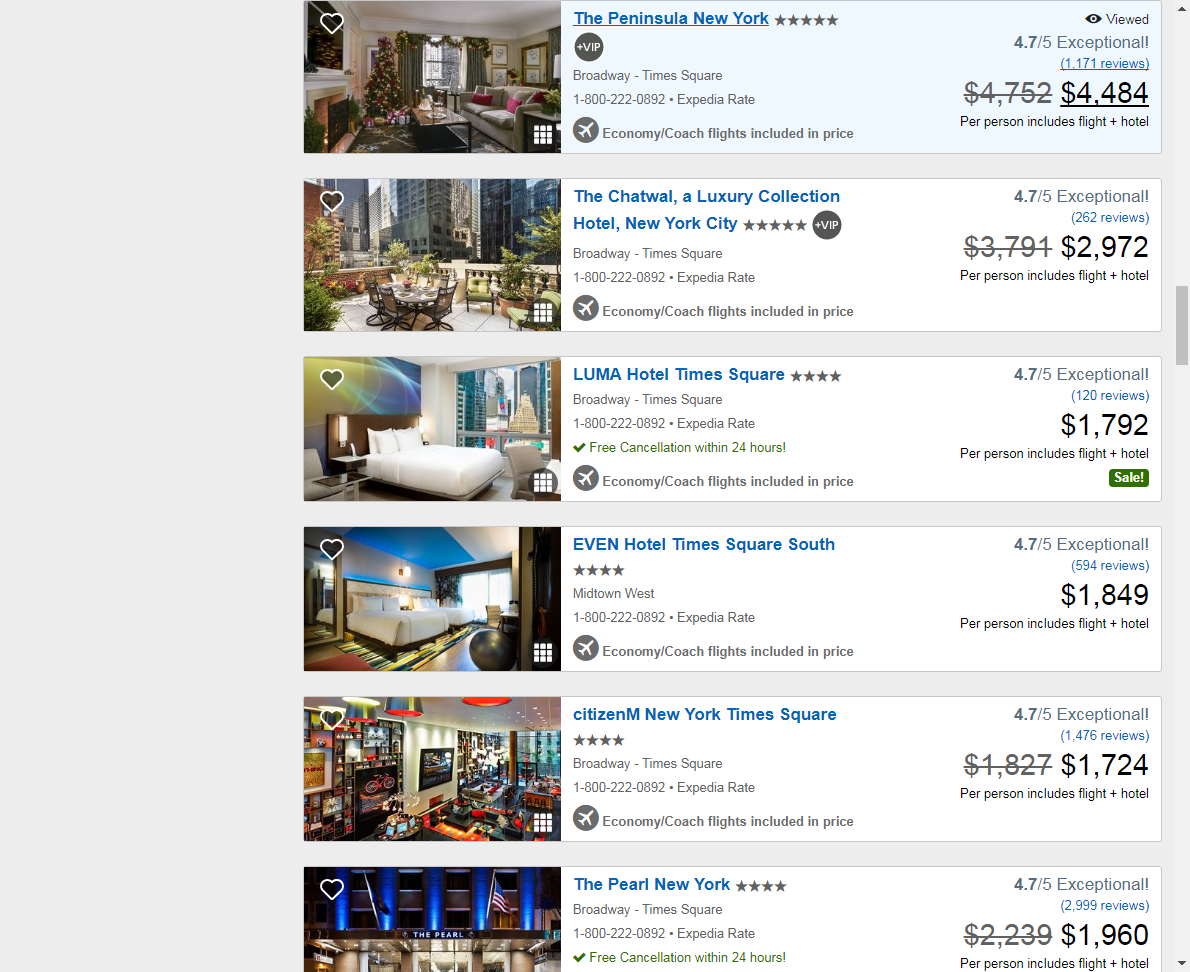 The Peninsula New York ★★★★★
Viewed
+VIP
4.7/5 Exceptional!
(1,171 reviews)
Broadway - Times Square
$4,752 $4,484
1-800-222-0892 • Expedia Rate
Per person includes flight + hotel
Economy/Coach flights included in price
The Chatwal, a Luxury Collection
Hotel, New York City ★★★★★ +VIP
4.7/5 Exceptional!
(262 reviews)
Broadway - Times Square
$3,791 $2,972
1-800-222-0892 • Expedia Rate
Per person includes flight + hotel
Economy/Coach flights included in price
LUMA Hotel Times Square ★★★★
4.7/5 Exceptional!
(120 reviews)
Broadway - Times Square
1-800-222-0892 • Expedia Rate
$1,792
Free Cancellation within 24 hours!
Per person includes flight + hotel
Economy/Coach flights included in price
Sale!
EVEN Hotel Times Square South
★★★★
4.7/5 Exceptional!
(594 reviews)
Midtown West
$1,849
1-800-222-0892 • Expedia Rate
Per person includes flight + hotel
Economy/Coach flights included in price
citizenM New York Times Square
★★★★
4.7/5 Exceptional!
(1,476 reviews)
Broadway - Times Square
$1,827 $1,724
1-800-222-0892 • Expedia Rate
Per person includes flight + hotel
Economy/Coach flights included in price
THE PEARL
The Pearl New York ★★★★
4.7/5 Exceptional!
(2,999 reviews)
Broadway - Times Square
1-800-222-0892 • Expedia Rate
$2,239 $1,960
Free Cancellation within 24 hours!
Per person includes flight + hotel